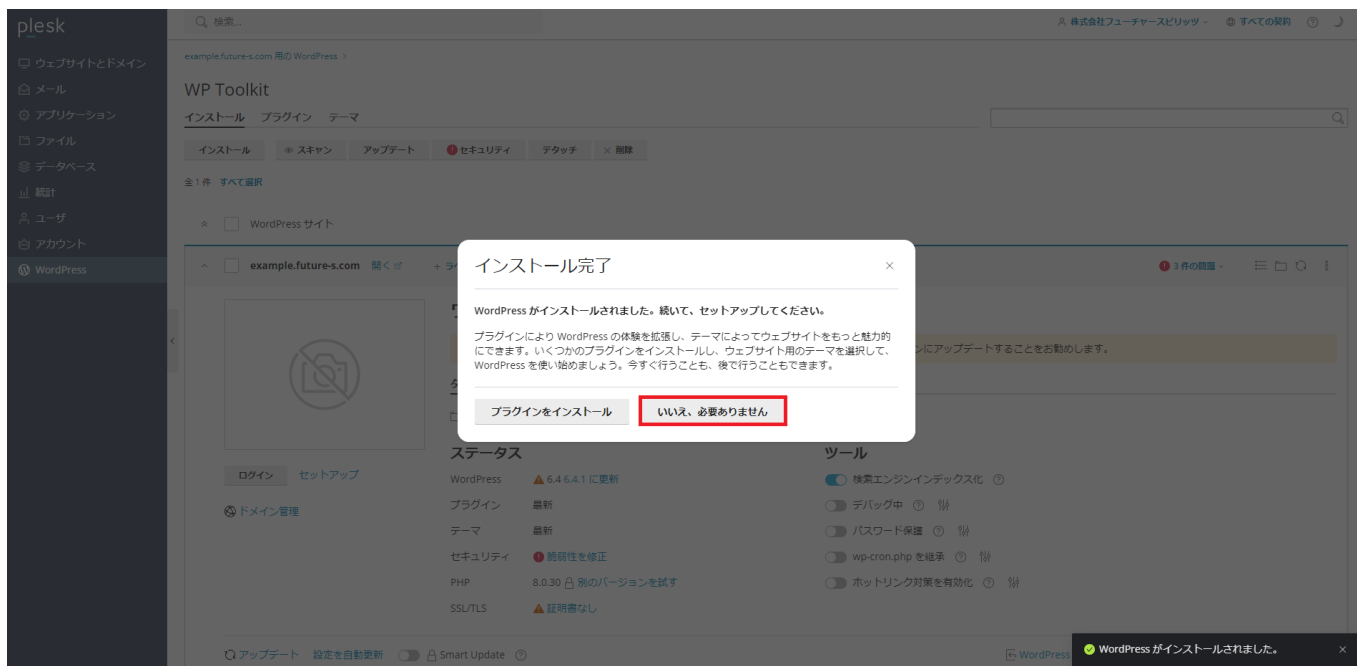 plesk
検索...
株式会社フューチャースピリッツ
すべての契約
ウェブサイトとドメイン
メール
アプリケーション
ファイル
データベース
統計
ユーザ
アカウント
WordPress
example.future-s.com 用の WordPress >
WP Toolkit
インストール プラグイン テーマ
インストール スキャン アップデート セキュリティ デタッチ 削除
全1件 すべて選択
WordPress サイト
example.future-s.com 開く
3 件の問題
インストール完了
WordPress がインストールされました。続いて、セットアップしてください。
プラグインにより WordPress の体験を拡張し、テーマによってウェブサイトをもっと魅力的
にできます。いくつかのプラグインをインストールし、ウェブサイト用のテーマを選択して、
WordPress を使い始めましょう。今すぐ行うことも、後で行うこともできます。
プラグインをインストール いいえ、必要ありません
ンにアップデートすることをお勧めします。
ログイン セットアップ
ドメイン管理
ステータス
WordPress 6.4 6.4.1 に更新
プラグイン 最新
テーマ 最新
セキュリティ 脆弱性を修正
PHP 8.0.30 別のバージョンを試す
SSL/TLS 証明書なし
ツール
検索エンジンインデックス化
デバッグ中
パスワード保護
wp-cron.php を継承
ホットリンク対策を有効化
アップデート 設定を自動更新 Smart Update
WordPress
WordPress がインストールされました。